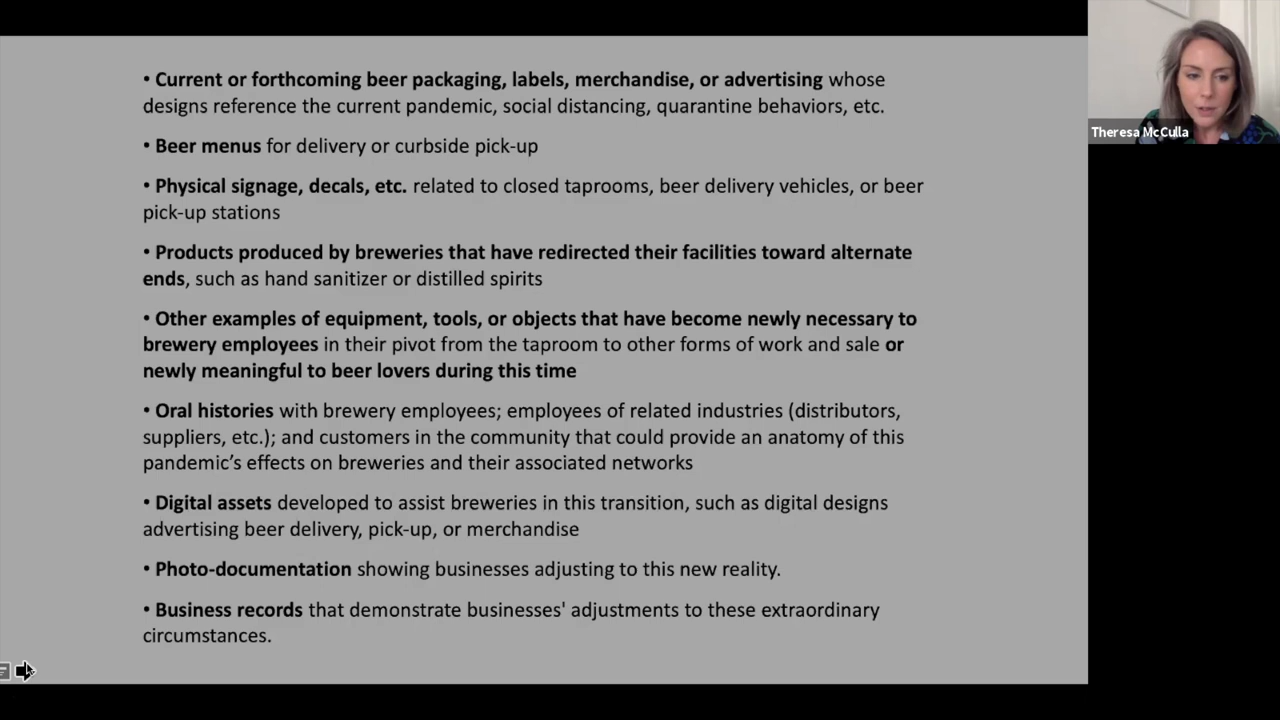 • Current or forthcoming beer packaging, labels, merchandise, or advertising whose
designs reference the current pandemic, social distancing, quarantine behaviors, etc.
• Beer menus for delivery or curbside pick-up
• Physical signage, decals, etc. related to closed taprooms, beer delivery vehicles, or beer
pick-up stations
• Products produced by breweries that have redirected their facilities toward alternate
ends, such as hand sanitizer or distilled spirits
• Other examples of equipment, tools, or objects that have become newly necessary to
brewery employees in their pivot from the taproom to other forms of work and sale or
newly meaningful to beer lovers during this time
• Oral histories with brewery employees; employees of related industries (distributors,
suppliers, etc.); and customers in the community that could provide an anatomy of this
pandemic’s effects on breweries and their associated networks
• Digital assets developed to assist breweries in this transition, such as digital designs
advertising beer delivery, pick-up, or merchandise
• Photo-documentation showing businesses adjusting to this new reality.
• Business records that demonstrate businesses' adjustments to these extraordinary
circumstances.
Theresa McCulla